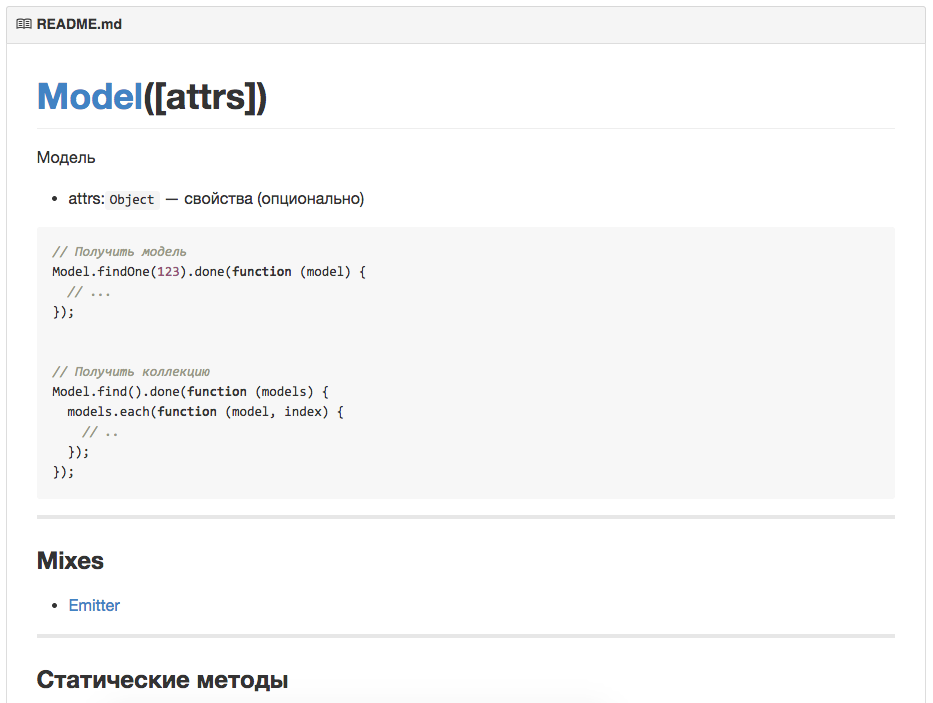 README.md
Model([attrs])
Модель
• attrs: Object — свойства (опционально)
// Получить модель
Model.findOne(123).done(function (model) {
  // ...
});
// Получить коллекцию
Model.find().done(function (models) {
  models.each(function (model, index) {
    // ..
  });
});
Mixes
• Emitter
Статические методы